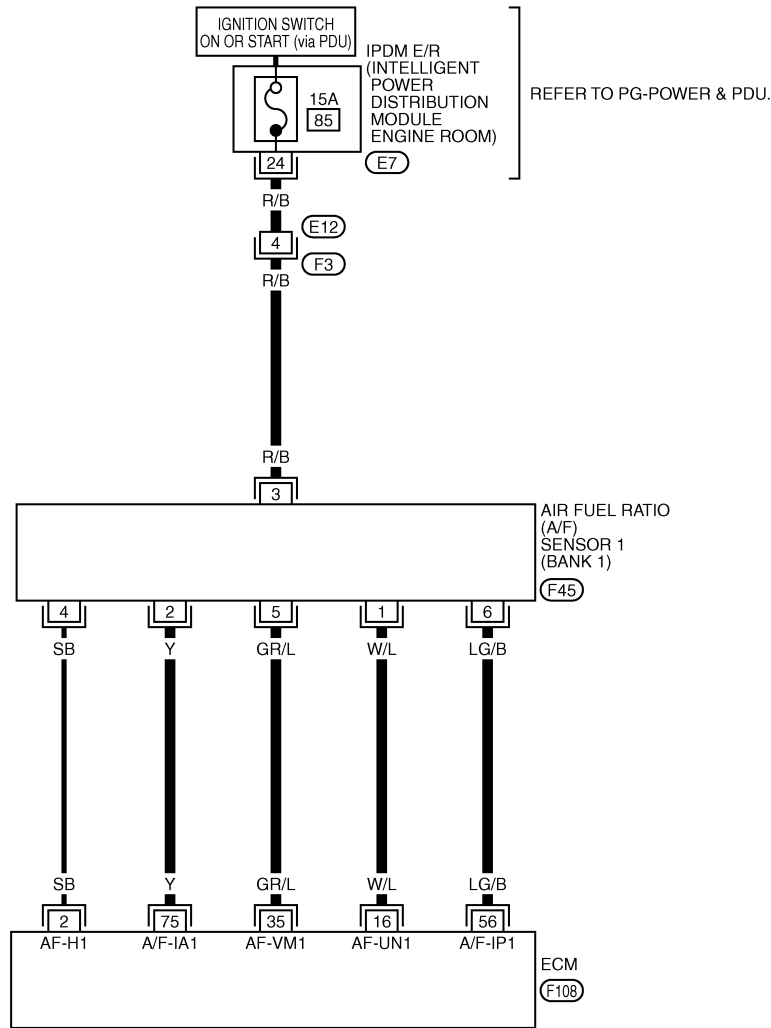 IGNITION SWITCH
ON OR START (via PDU)
IPDM E/R
(INTELLIGENT
POWER
DISTRIBUTION
MODULE
ENGINE ROOM)
REFER TO PG-POWER & PDU.
15A
85
24
E7
R/B
E12
4
F3
R/B
R/B
3
AIR FUEL RATIO
(A/F)
SENSOR 1
(BANK 1)
F45
4 2 5 1 6
SB Y GR/L W/L LG/B
SB Y GR/L W/L LG/B
2 75 35 16 56
AF-H1 A/F-IA1 AF-VM1 AF-UN1 A/F-IP1
ECM
F108